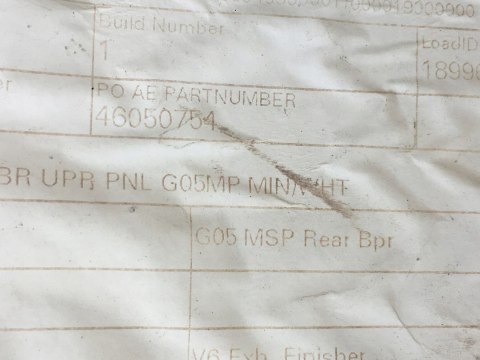 Build Number
LoadID
1
1899
PO AE PARTNUMBER
46050754
BR UPR PNL G05MP MIN/WHT
G05 MSP Rear Bpr
V6 Exh. Finisher